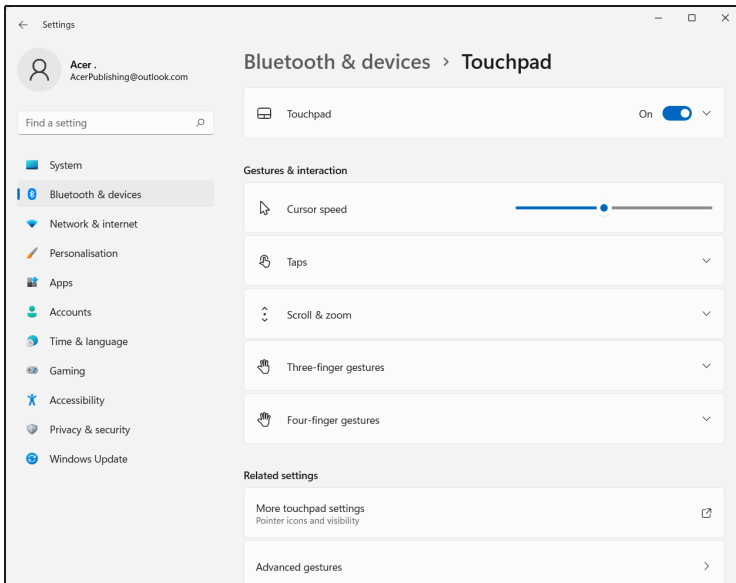 Settings
Acer .
AcerPublishing@outlook.com
Find a setting
System
Bluetooth & devices
Network & internet
Personalisation
Apps
Accounts
Time & language
Gaming
Accessibility
Privacy & security
Windows Update
Bluetooth & devices > Touchpad
Touchpad
On
Gestures & interaction
Cursor speed
Taps
Scroll & zoom
Three-finger gestures
Four-finger gestures
Related settings
More touchpad settings
Pointer icons and visibility
Advanced gestures